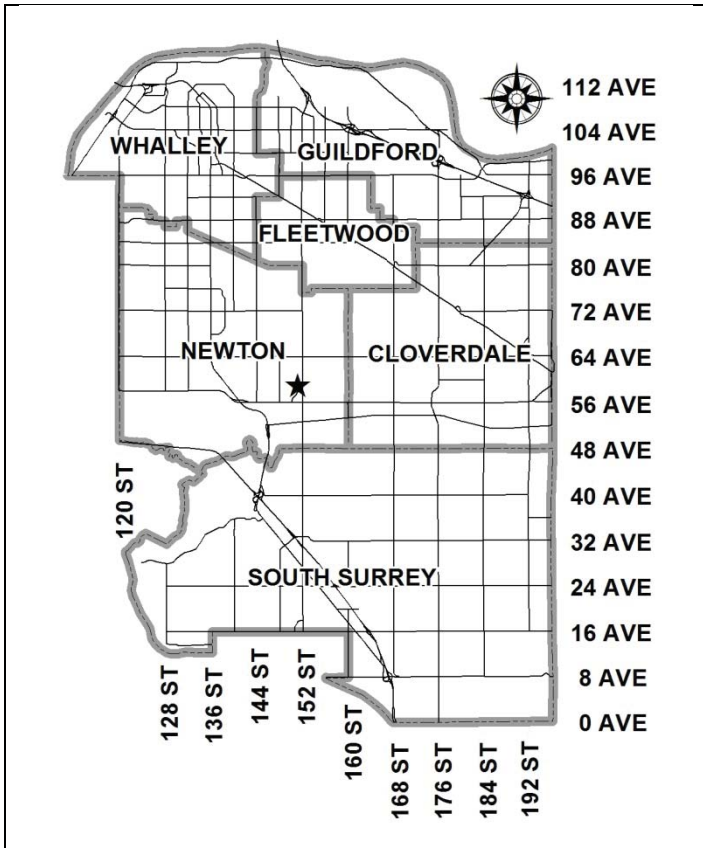 112 AVE
104 AVE
WHALLEY
GUILDFORD
96 AVE
88 AVE
FLEETWOOD
80 AVE
72 AVE
NEWTON
CLOVERDALE
64 AVE
56 AVE
48 AVE
120 ST
40 AVE
32 AVE
SOUTH SURREY
24 AVE
16 AVE
128 ST
136 ST
144 ST
152 ST
160 ST
168 ST
176 ST
184 ST
192 ST
8 AVE
0 AVE